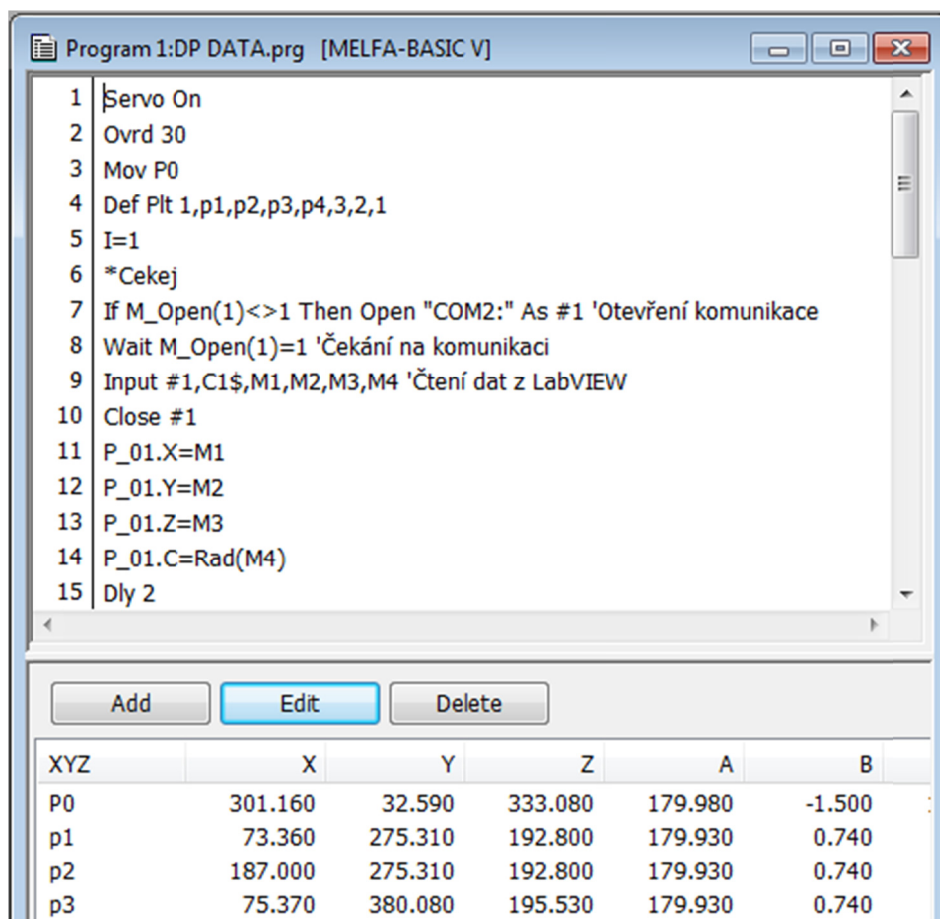 Program 1:DP DATA.prg   [MELFA-BASIC V]
1 Servo On
2 Ovrd 30
3 Mov P0
4 Def Plt 1,p1,p2,p3,p4,3,2,1
5 I=1
6 *Cekej
7 If M_Open(1)<>1 Then Open "COM2:" As #1 'Otevření komunikace
8 Wait M_Open(1)=1 'Čekání na komunikaci
9 Input #1,C1$,M1,M2,M3,M4 'Čtení dat z LabVIEW
10 Close #1
11 P_01.X=M1
12 P_01.Y=M2
13 P_01.Z=M3
14 P_01.C=Rad(M4)
15 Dly 2
Add Edit Delete
XYZ X Y Z A B
P0 301.160 32.590 333.080 179.980 -1.500
p1 73.360 275.310 192.800 179.930 0.740
p2 187.000 275.310 192.800 179.930 0.740
p3 75.370 380.080 195.530 179.930 0.740